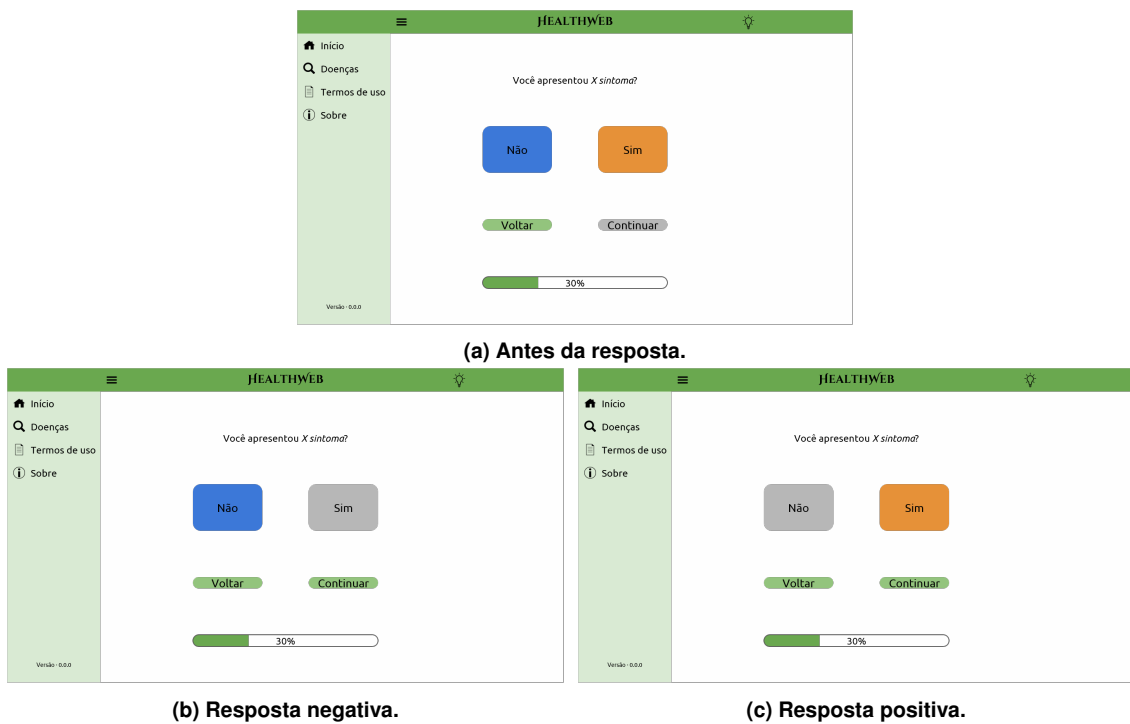 HEALTHWEB
Início
Doenças
Termos de uso
Sobre
Você apresentou X sintoma?
Não
Sim
Voltar
Continuar
30%
Versão - 0.0.0
(a) Antes da resposta.
HEALTHWEB
Início
Doenças
Termos de uso
Sobre
Você apresentou X sintoma?
Não
Sim
Voltar
Continuar
30%
Versão - 0.0.0
(b) Resposta negativa.
HEALTHWEB
Início
Doenças
Termos de uso
Sobre
Você apresentou X sintoma?
Não
Sim
Voltar
Continuar
30%
Versão - 0.0.0
(c) Resposta positiva.